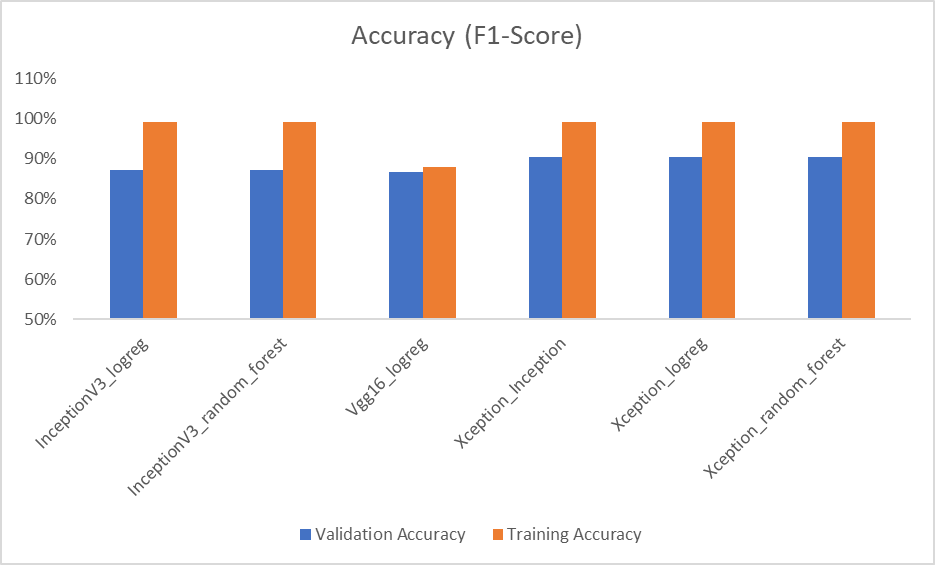 Accuracy (F1-Score)
110%
100%
90%
80%
70%
60%
50%
InceptionV3_logreg
InceptionV3_random_forest
Vgg16_logreg
Xception_Inception
Xception_logreg
Xception_random_forest
Validation Accuracy
Training Accuracy